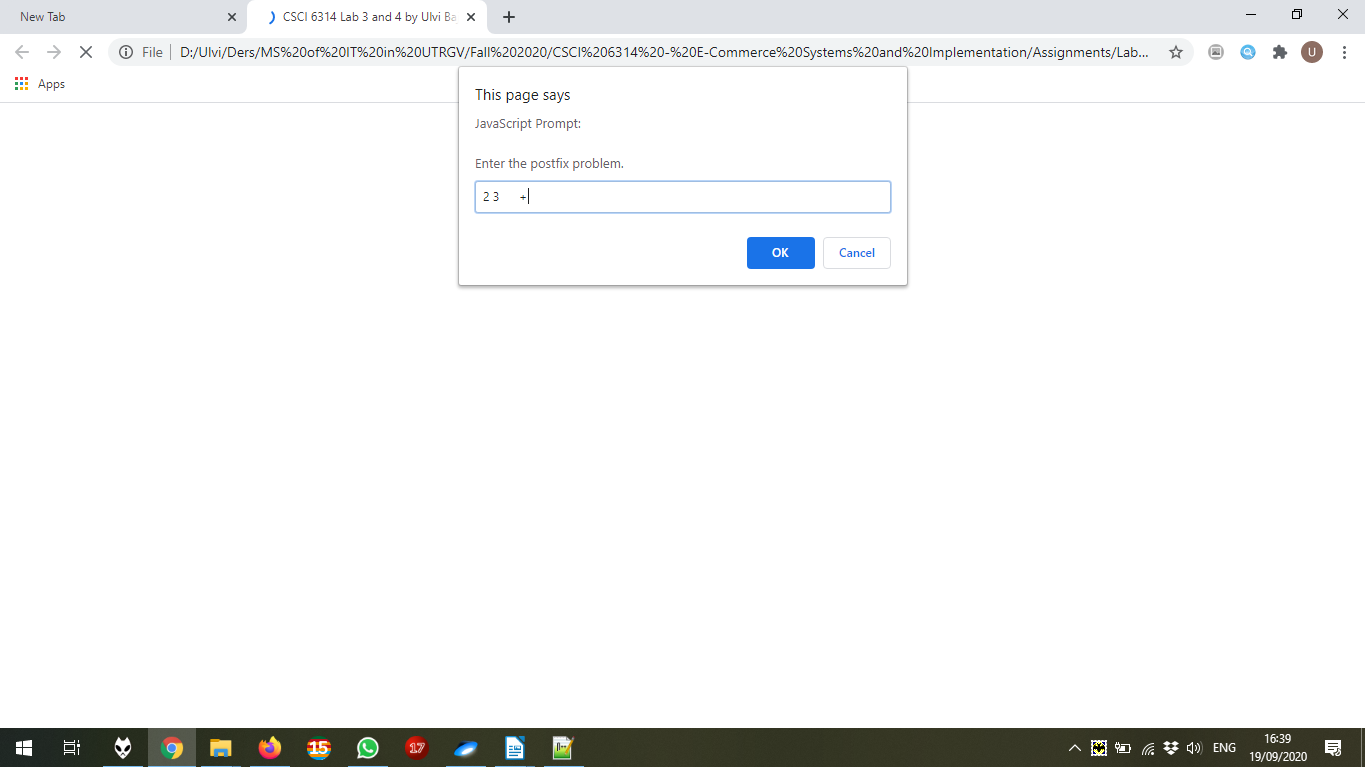 New Tab
CSCI 6314 Lab 3 and 4 by Ulvi Ba
File
D:/Ulvi/Ders/MS%20of%20IT%20in%20UTRGV/Fall%202020/CSCI%206314%20-%20E-Commerce%20Systems%20and%20Implementation/Assignments/Lab...
U
Apps
This page says
JavaScript Prompt:
Enter the postfix problem.
2 3      +
OK
Cancel
15
17
ENG
16:39
19/09/2020